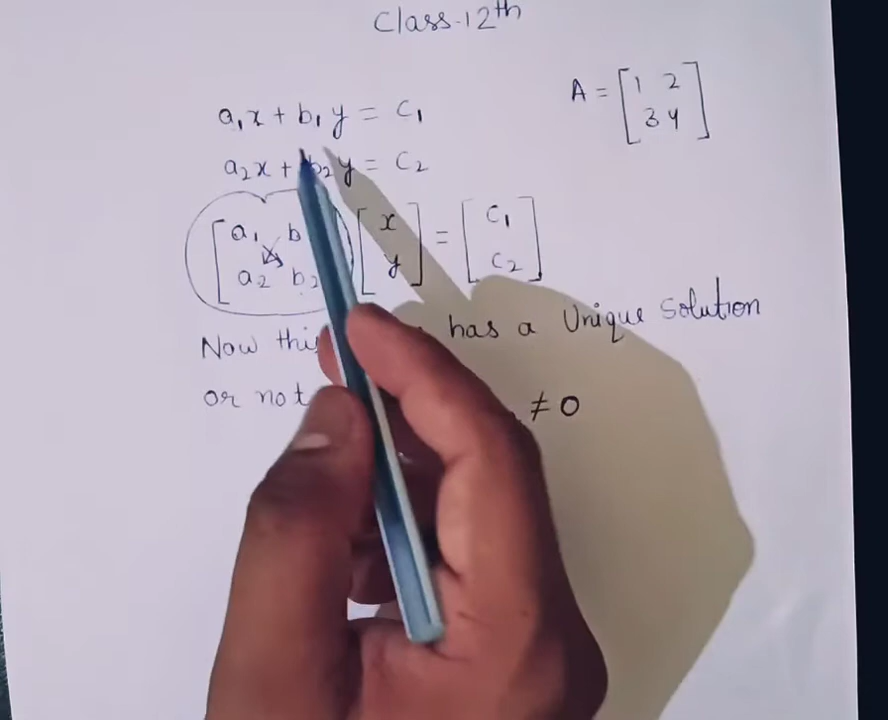 Class-12th
a₁x + b₁y = c₁
a₂x + b₂y = c₂
A = [1 2
3 4]
[a₁ b
a₂ b₂] [x
y] = [c₁
c₂]
Now this has a Unique Solution
or not ≠ 0